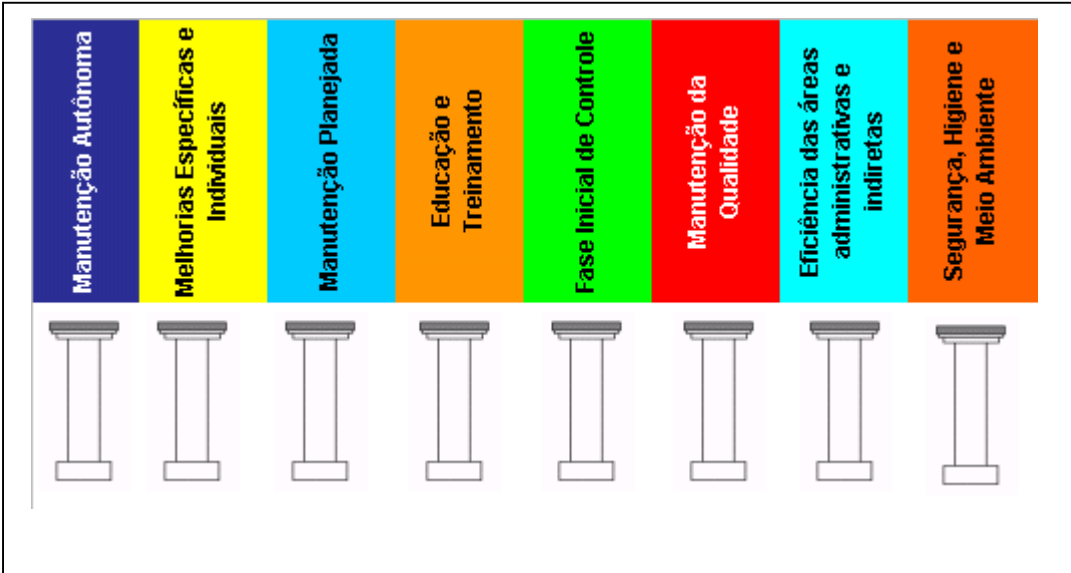 Manutenção Autônoma
Melhorias Específicas e
Individuais
Manutenção Planejada
Educação e
Treinamento
Fase Inicial de Controle
Manutenção da
Qualidade
Eficiência das áreas
administrativas e
indiretas
Segurança, Higiene e
Meio Ambiente